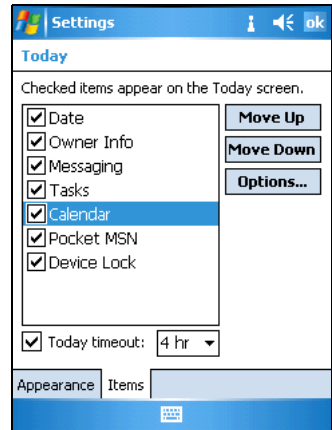 Settings ok
Today
Checked items appear on the Today screen.
Date
Owner Info
Messaging
Tasks
Calendar
Pocket MSN
Device Lock
Move Up
Move Down
Options...
Today timeout: 4 hr
Appearance Items